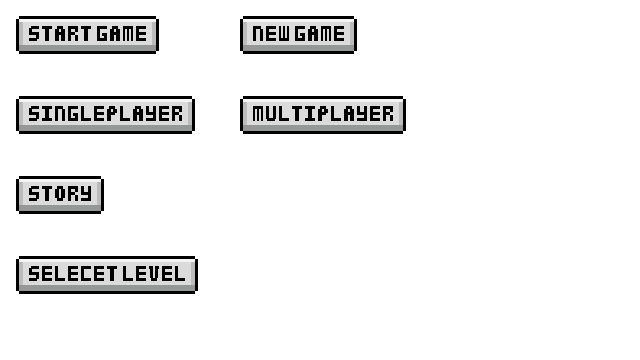 START GAME
NEW GAME
SINGLEPLAYER
MULTIPLAYER
STORY
SELECET LEVEL